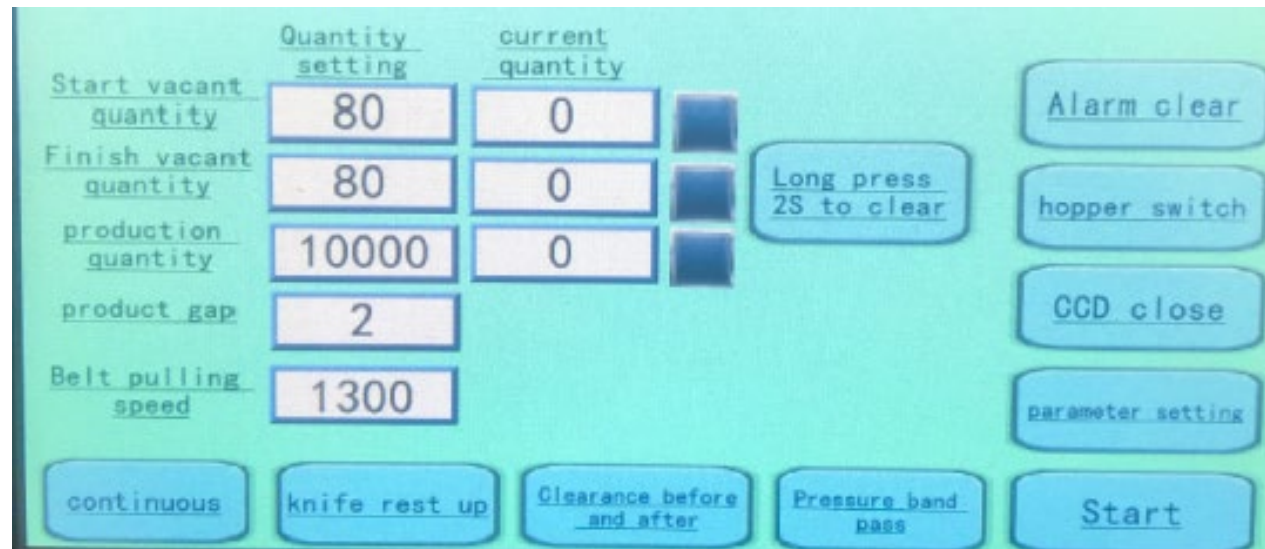 Quantity setting
current quantity
Start vacant quantity
80
0
Finish vacant quantity
80
0
production quantity
10000
0
product gap
2
Belt pulling speed
1300
Long press
2S to clear
Alarm clear
hopper switch
CCD close
parameter setting
continuous
knife rest up
Clearance before
and after
Pressure band
pass
Start